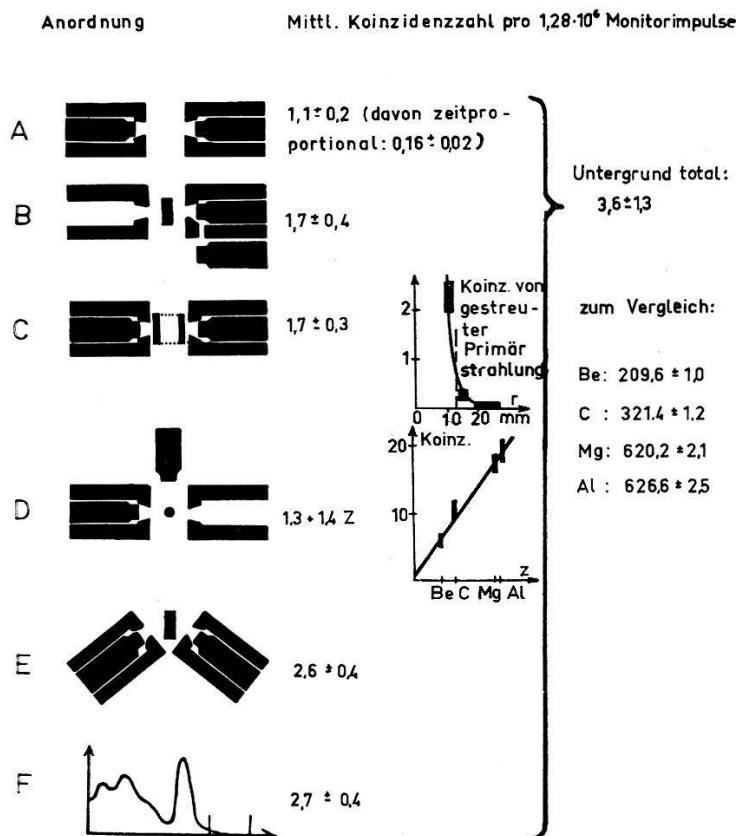 Anordnung
Mittl. Koinzidenzzahl pro 1,28·10⁶ Monitorimpulse
A
1,1 ± 0,2 (davon zeitpro-
portional: 0,16 ± 0,02)
B
1,7 ± 0,4
C
1,7 ± 0,3
D
1,3 + 1,4 Z
E
2,6 ± 0,4
F
2,7 ± 0,4
2
1
Koinz. von
gestreu-
ter
Primär
strahlung
r
10 20 mm
Koinz.
20
10
Z
Be C Mg Al
Untergrund total:
3,6 ± 1,3
zum Vergleich:
Be: 209,6 ± 1,0
C : 321.4 ± 1,2
Mg: 620,2 ± 2,1
Al : 626,6 ± 2,5